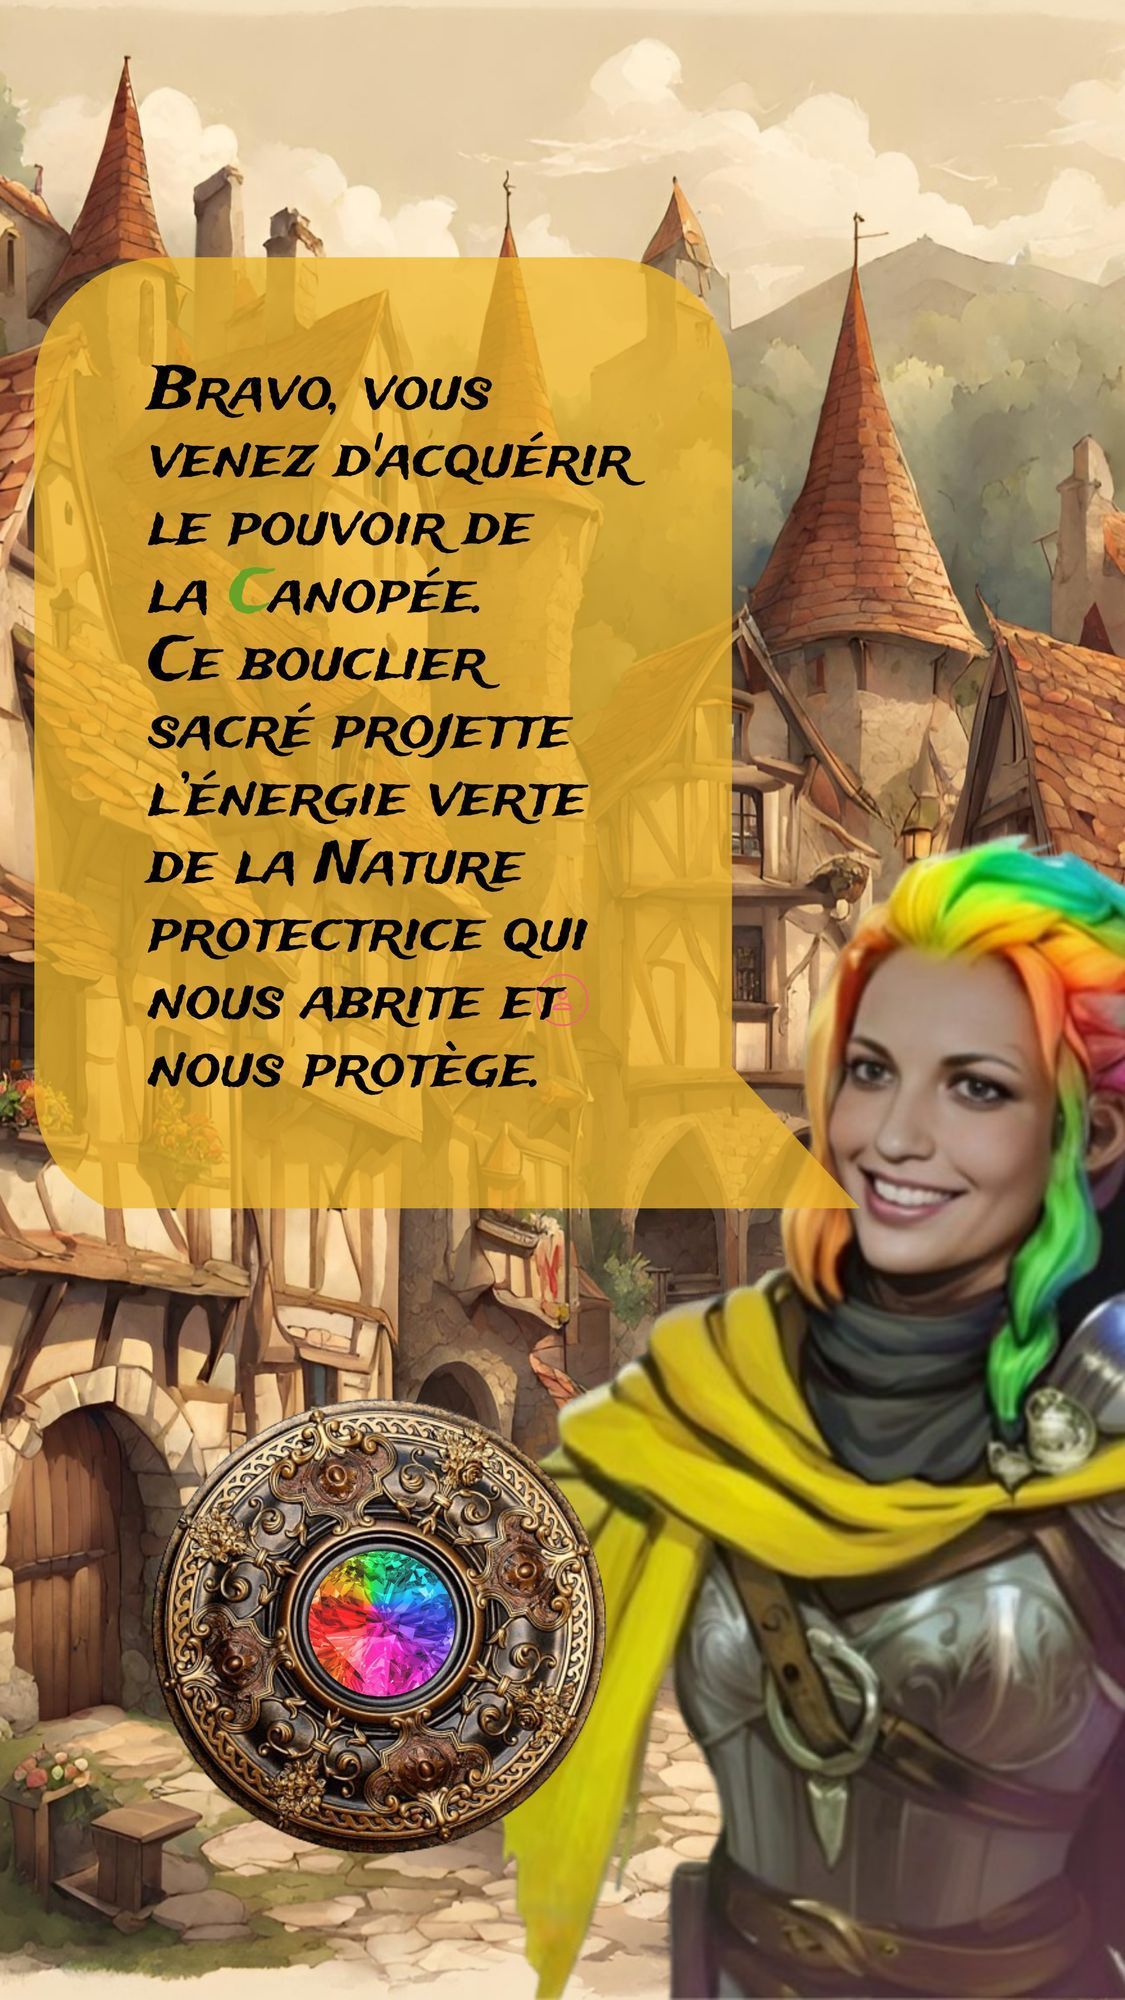 Bravo, vous
venez d'acquérir
le pouvoir de
la Canopée.
Ce bouclier
sacré projette
l'énergie verte
de la Nature
protectrice qui
nous abrite et
nous protège.